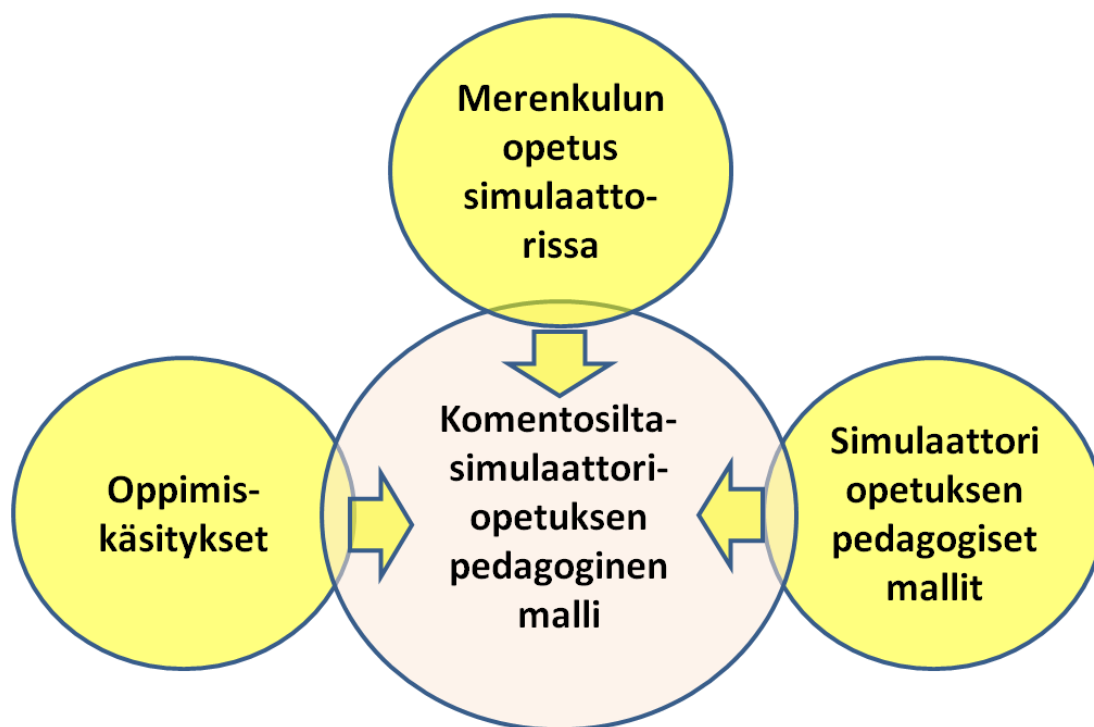 Merenkulun
opetus
simulaatto-
rissa
Oppimis-
käsitykset
Komentosilta-
simulaattori-
opetuksen
pedagoginen
malli
Simulaattori
opetuksen
pedagogiset
mallit